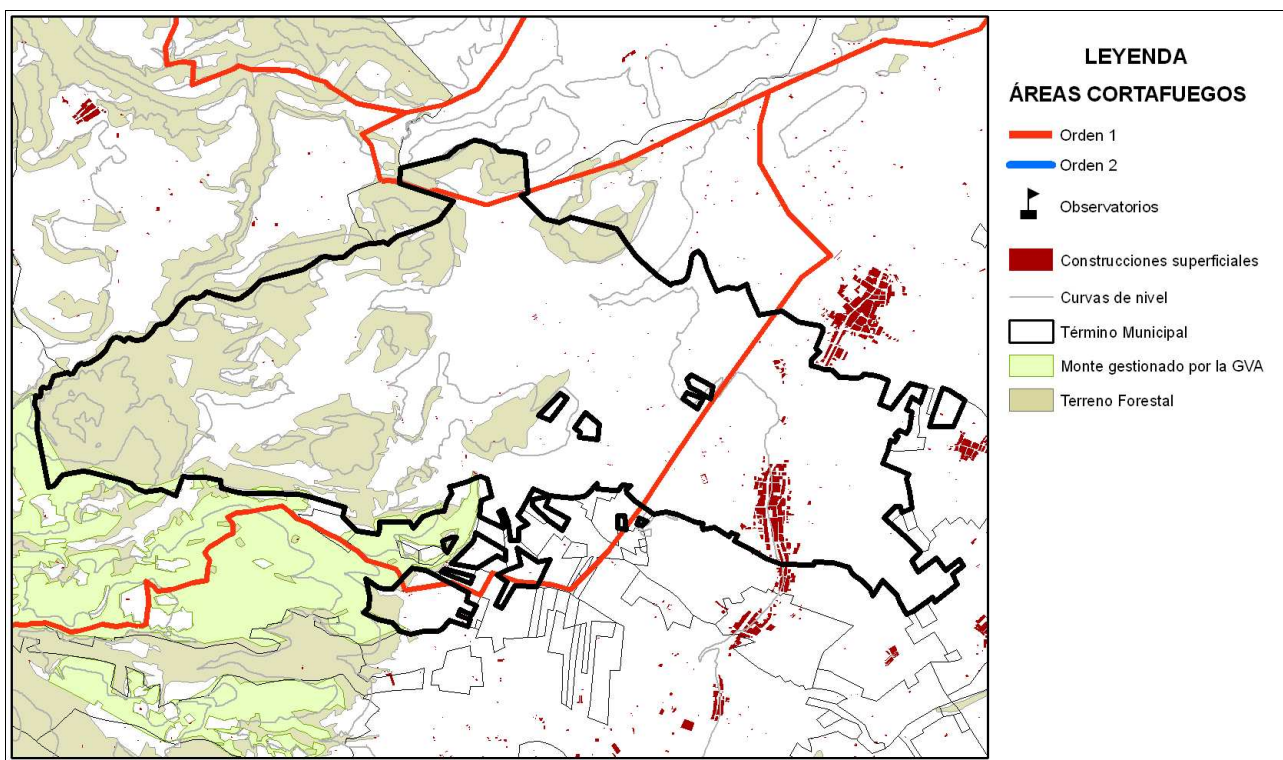 LEYENDA
ÁREAS CORTAFUEGOS
Orden 1
Orden 2
Observatorios
Construcciones superficiales
Curvas de nivel
Término Municipal
Monte gestionado por la GVA
Terreno Forestal